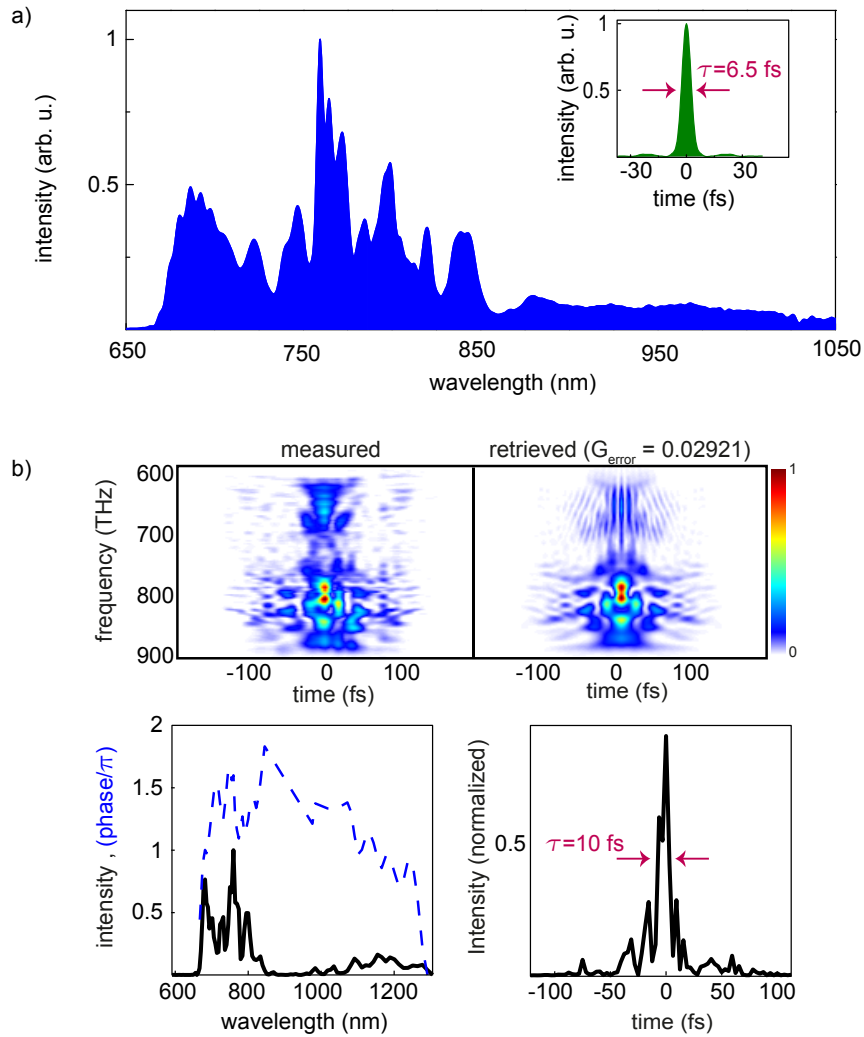 a)
intensity (arb. u.)
1
0.5
650
750
850
950
1050
wavelength (nm)
intensity (arb. u.)
1
0.5
τ=6.5 fs
-30
0
30
time (fs)
b)
measured
retrieved (G_error = 0.02921)
frequency (THz)
600
700
800
900
-100
0
100
time (fs)
-100
0
100
time (fs)
1
0
intensity , (phase/π)
2
1.5
1
0.5
600
800
1000
1200
wavelength (nm)
Intensity (normalized)
0.5
τ=10 fs
-100
-50
0
50
100
time (fs)